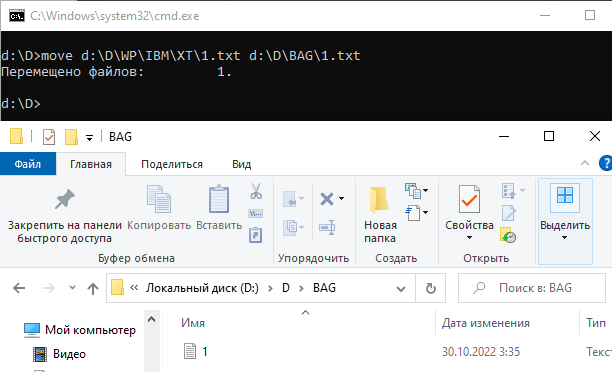 C:\Windows\system32\cmd.exe
d:\D>move d:\D\WP\IBM\XT\1.txt d:\D\BAG\1.txt
Перемещено файлов:         1.
d:\D>
BAG
Файл Главная Поделиться Вид
Закрепить на панели быстрого доступа
Копировать
Вставить
Новая папка
Свойства
Выделить
Буфер обмена Упорядочить Создать Открыть
Локальный диск (D:) > D > BAG
Поиск в: BAG
Мой компьютер
Видео
Имя Дата изменения Тип
1 30.10.2022 3:35 Текс